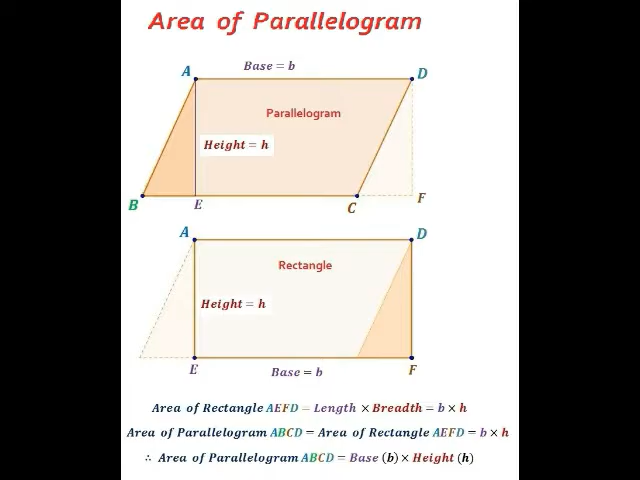 Area of Parallelogram
Base = b
A
D
Parallelogram
Height = h
B
E
C
F
A
D
Rectangle
Height = h
E
Base = b
F
Area of Rectangle AEFD = Length × Breadth = b × h
Area of Parallelogram ABCD = Area of Rectangle AEFD = b × h
∴ Area of Parallelogram ABCD = Base (b) × Height (h)